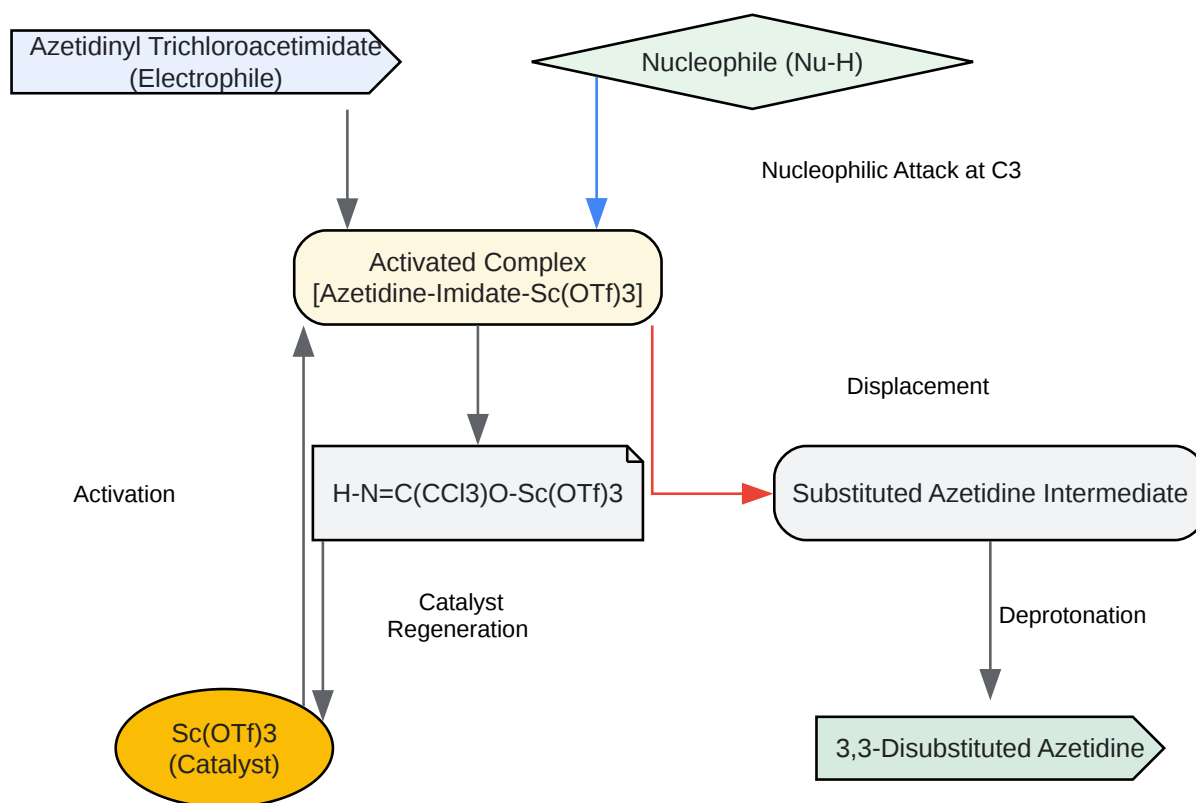 Azetidinyl Trichloroacetimidate
(Electrophile)
Nucleophile (Nu-H)
Nucleophilic Attack at C3
Activated Complex
[Azetidine-Imidate-Sc(OTf)3]
Displacement
Activation
H-N=C(CCl3)O-Sc(OTf)3
Substituted Azetidine Intermediate
Catalyst
Regeneration
Deprotonation
Sc(OTf)3
(Catalyst)
3,3-Disubstituted Azetidine